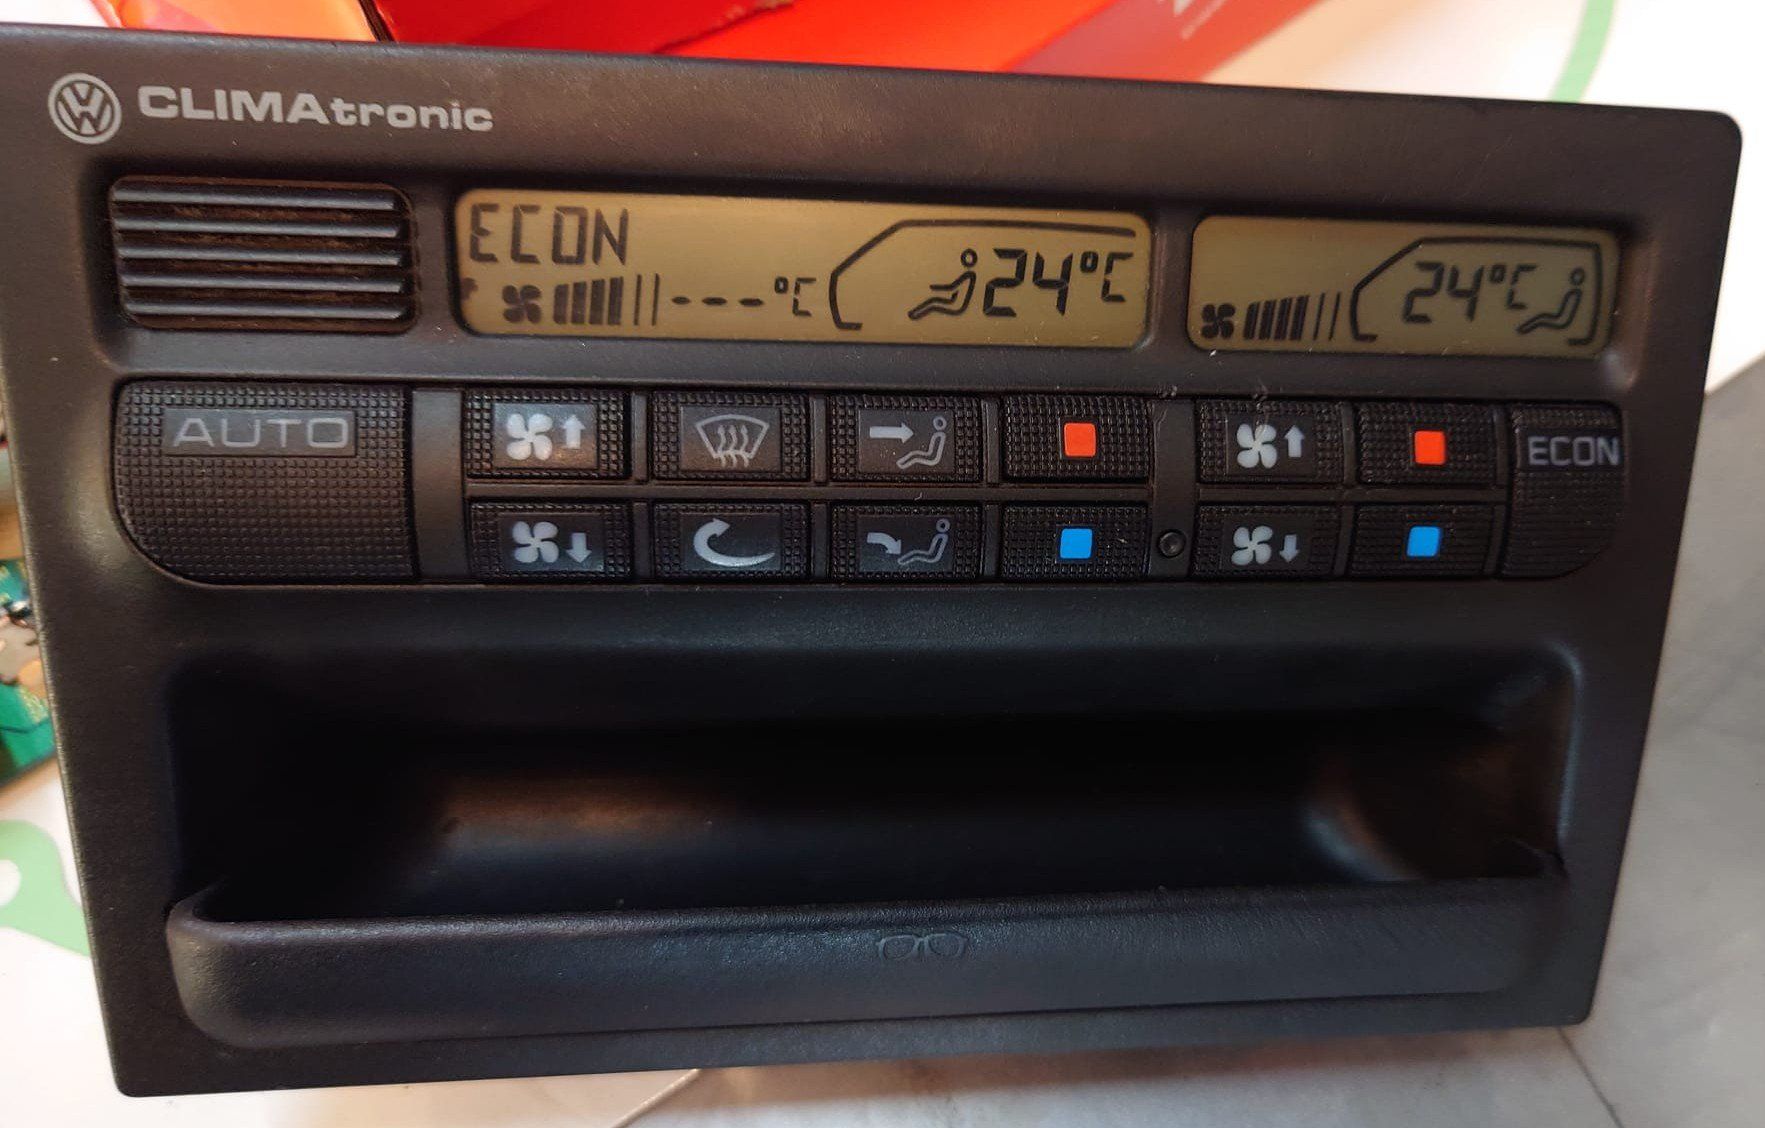 CLIMAtronic
ECON
---°C
24°C
24°C
AUTO
ECON